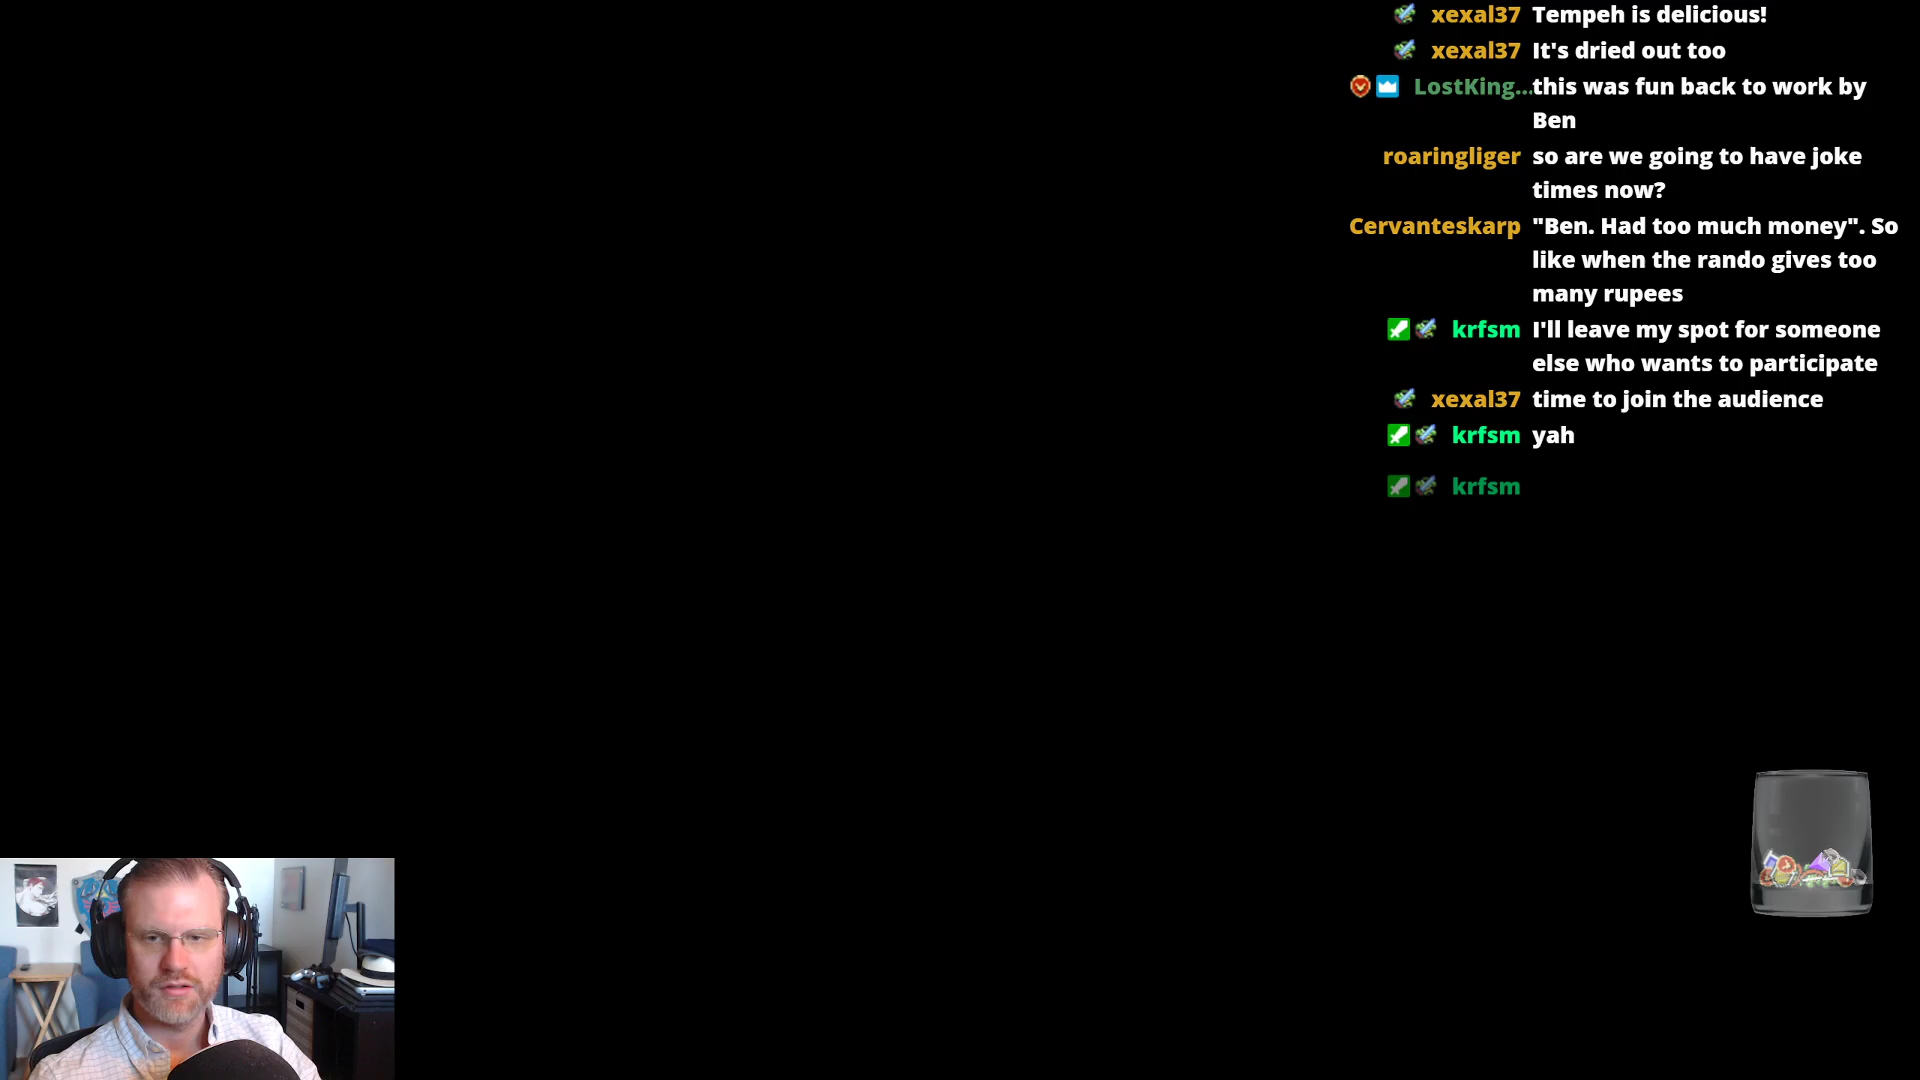 xexal37 Tempeh is delicious!
xexal37 It's dried out too
LostKing... this was fun back to work by
Ben
roaringliger so are we going to have joke
times now?
Cervanteskarp "Ben. Had too much money". So
like when the rando gives too
many rupees
krfsm I'll leave my spot for someone
else who wants to participate
xexal37 time to join the audience
krfsm yah
krfsm